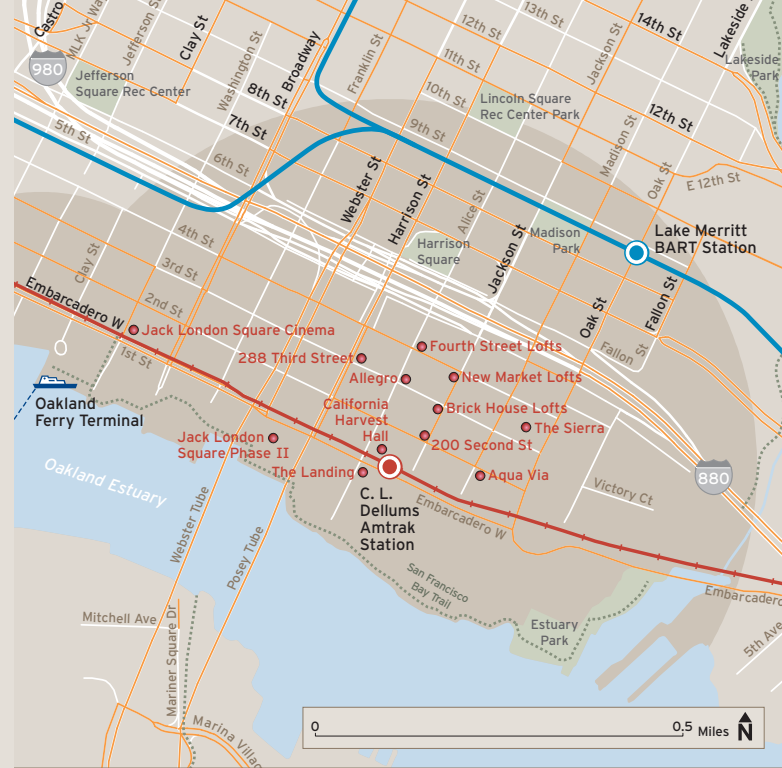 Castro
MLK Jr Wa
Jefferson S
Clay St
Washington St
Broadway
Franklin St
13th St
12th St
11th St
10th St
9th St
14th St
12th St
Jackson St
Lakeside
Lakeside
Park
980
Jefferson
Square Rec Center
8th St
7th St
6th St
5th St
Lincoln Square
Rec Center Park
Madison St
Oak St
E 12th St
Webster St
Harrison St
Alice St
Jackson St
Madison
Park
Harrison
Square
Lake Merritt
BART Station
Oak St
Fallon St
Fallon St
4th St
3rd St
2nd St
1st St
Clay St
Embarcadero W
Jack London Square Cinema
288 Third Street
Fourth Street Lofts
Allegro
New Market Lofts
California
Harvest
Hall
Brick House Lofts
The Sierra
200 Second St
Jack London
Square Phase II
The Landing
Aqua Via
C. L.
Dellums
Amtrak
Station
Oakland
Ferry Terminal
Oakland Estuary
Webster Tube
Posey Tube
Embarcadero W
Victory Ct
880
San Francisco
Bay Trail
Estuary
Park
Embarcadero
5th Ave
Mitchell Ave
Mariner Square Dr
Marina Villag
0
0.5 Miles
N